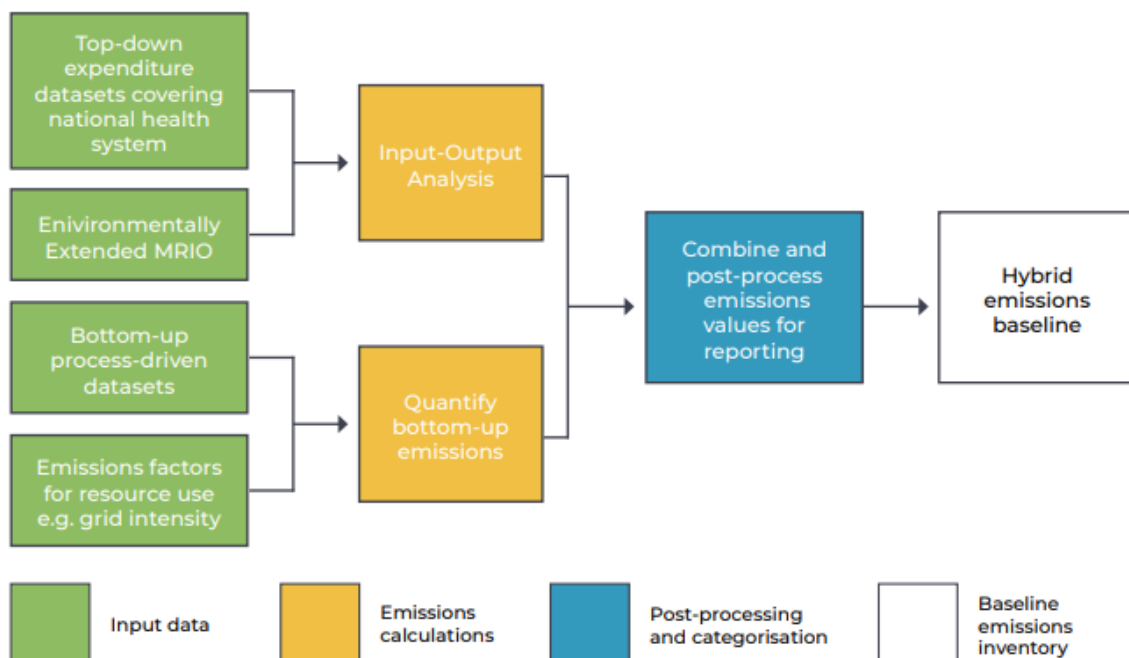 Top-down
expenditure
datasets covering
national health
system
Enivironmentally
Extended MRIO
Bottom-up
process-driven
datasets
Emissions factors
for resource use
e.g. grid intensity
Input-Output
Analysis
Quantify
bottom-up
emissions
Combine and
post-process
emissions
values for
reporting
Hybrid
emissions
baseline
Input data
Emissions
calculations
Post-processing
and categorisation
Baseline
emissions
inventory